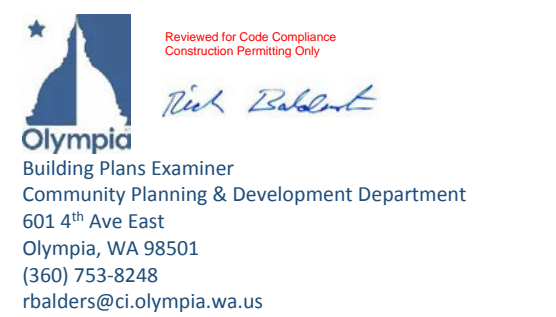 Reviewed for Code Compliance
Construction Permitting Only
Olympia
Building Plans Examiner
Community Planning & Development Department
601 4th Ave East
Olympia, WA 98501
(360) 753-8248
rbalders@ci.olympia.wa.us